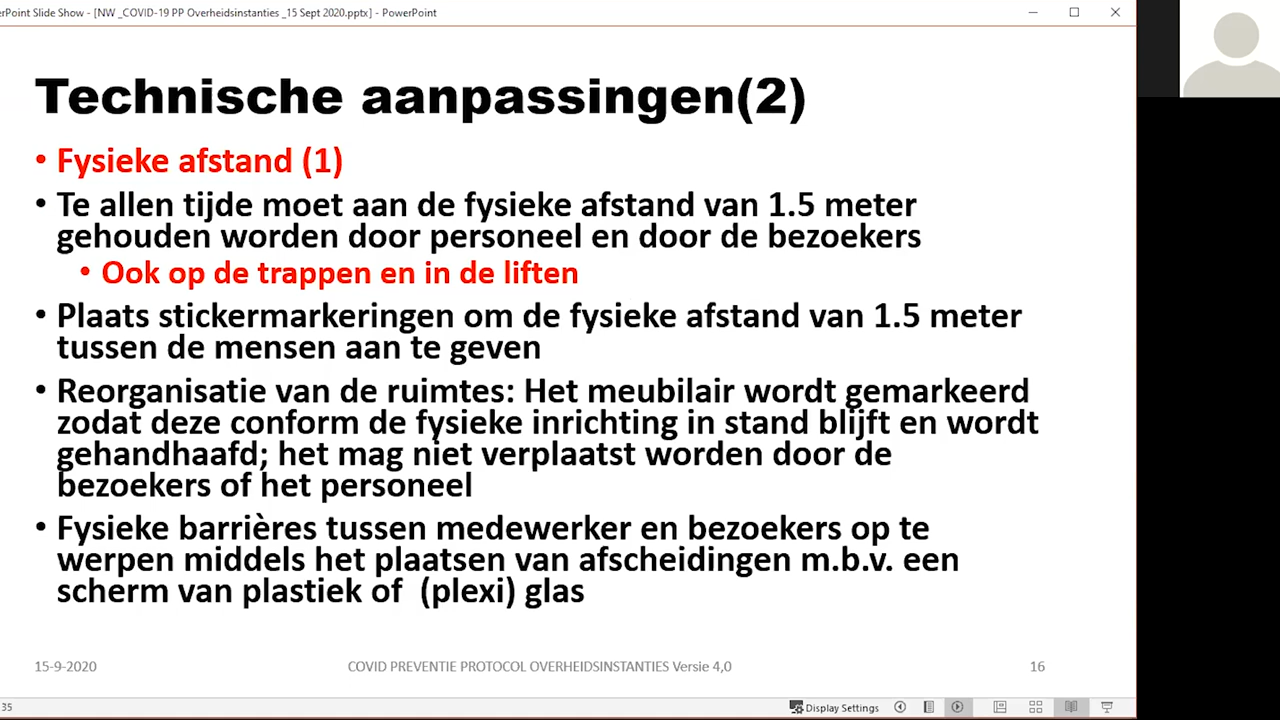 erPoint Slide Show - [NW _COVID-19 PP Overheidsinstanties _15 Sept 2020.pptx] - PowerPoint
Technische aanpassingen(2)
• Fysieke afstand (1)
• Te allen tijde moet aan de fysieke afstand van 1.5 meter
gehouden worden door personeel en door de bezoekers
• Ook op de trappen en in de liften
• Plaats stickermarkeringen om de fysieke afstand van 1.5 meter
tussen de mensen aan te geven
• Reorganisatie van de ruimtes: Het meubilair wordt gemarkeerd
zodat deze conform de fysieke inrichting in stand blijft en wordt
gehandhaafd; het mag niet verplaatst worden door de
bezoekers of het personeel
• Fysieke barrières tussen medewerker en bezoekers op te
werpen middels het plaatsen van afscheidingen m.b.v. een
scherm van plastiek of  (plexi) glas
15-9-2020 COVID PREVENTIE PROTOCOL OVERHEIDSINSTANTIES Versie 4,0 16
35 Display Settings